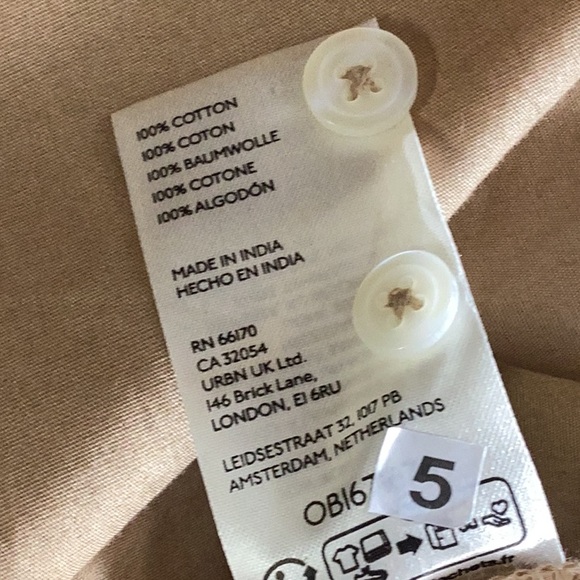 100% COTTON
100% COTON
100% BAUMWOLLE
100% COTONE
100% ALGODÓN
MADE IN INDIA
HECHO EN INDIA
RN 66170
CA 32054
URBN UK Ltd.
146 Brick Lane,
LONDON, E1 6RU
LEIDSESTRAAT 32, 1017 PB
AMSTERDAM, NETHERLANDS
OB167
5